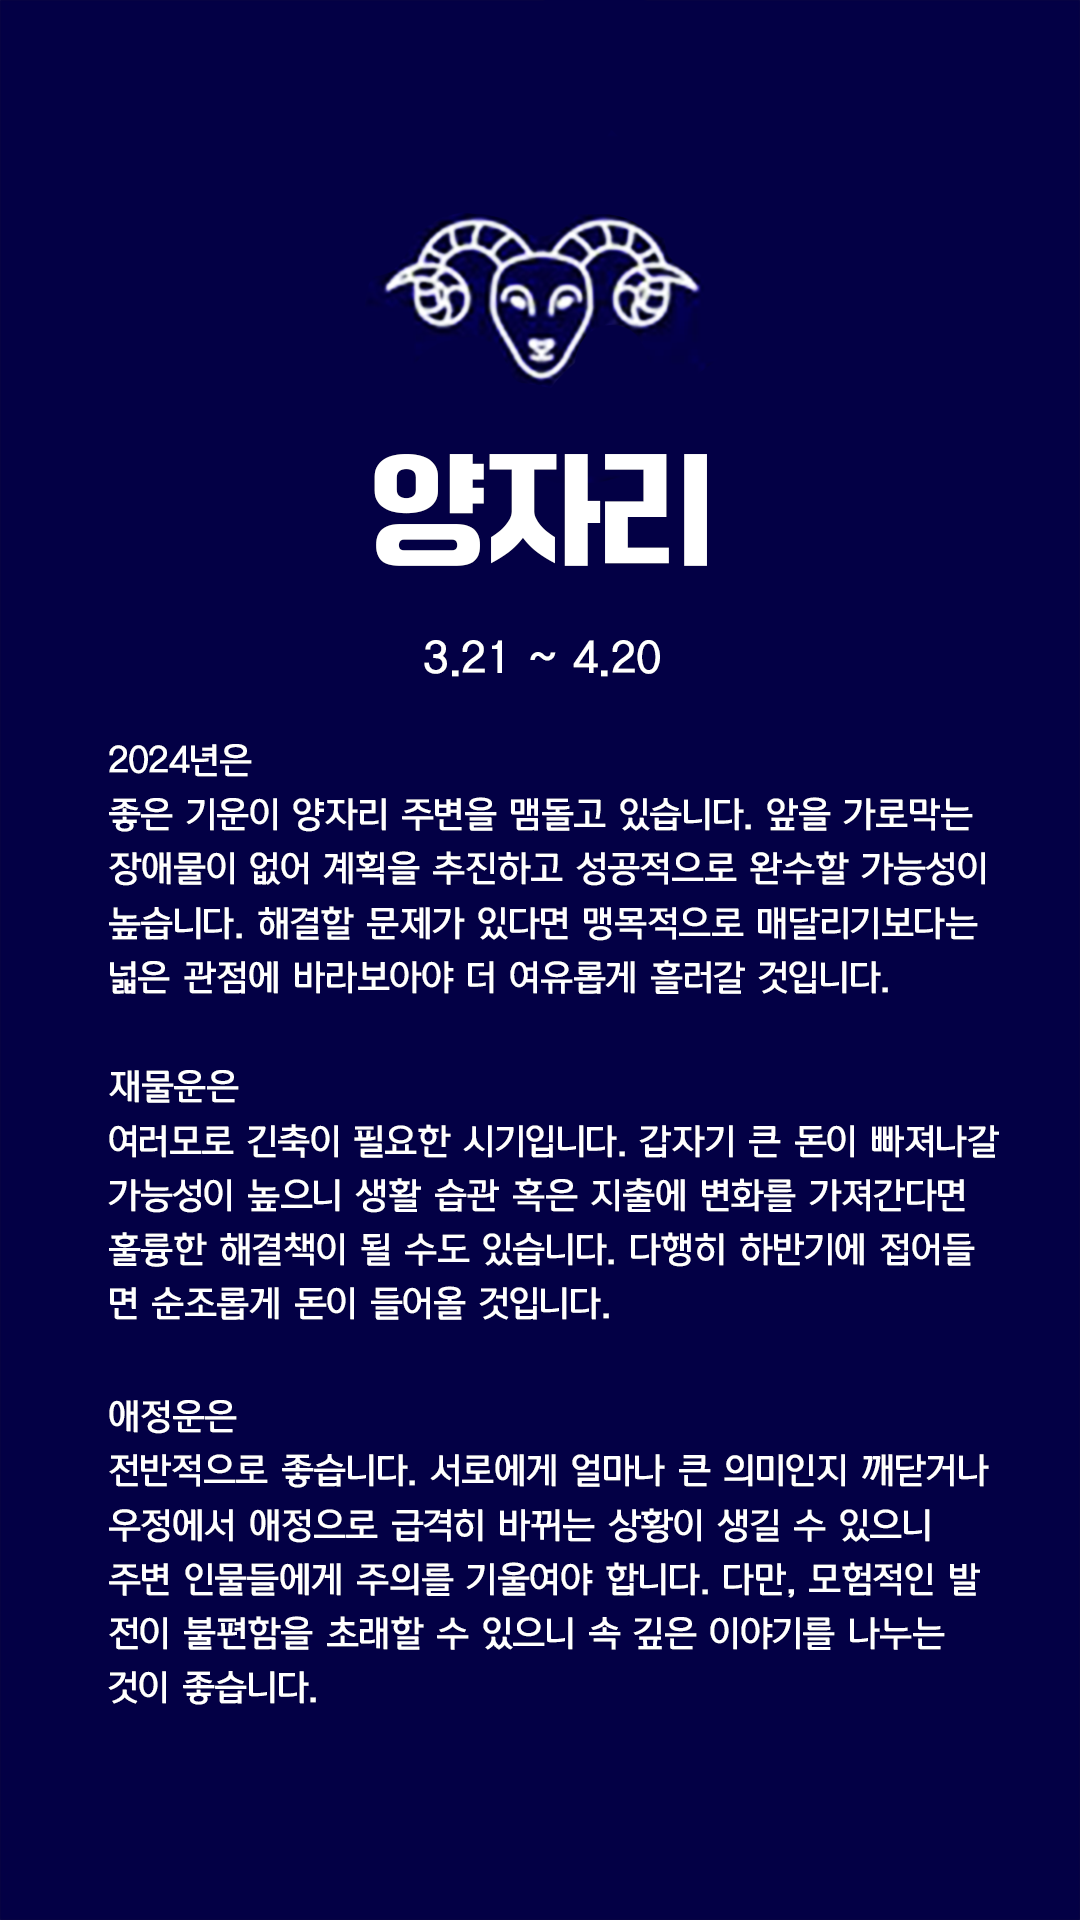 양자리
3.21 ~ 4.20
2024년은
좋은 기운이 양자리 주변을 맴돌고 있습니다. 앞을 가로막는
장애물이 없어 계획을 추진하고 성공적으로 완수할 가능성이
높습니다. 해결할 문제가 있다면 맹목적으로 매달리기보다는
넓은 관점에 바라보아야 더 여유롭게 흘러갈 것입니다.
재물운은
여러모로 긴축이 필요한 시기입니다. 갑자기 큰 돈이 빠져나갈
가능성이 높으니 생활 습관 혹은 지출에 변화를 가져간다면
훌륭한 해결책이 될 수도 있습니다. 다행히 하반기에 접어들
면 순조롭게 돈이 들어올 것입니다.
애정운은
전반적으로 좋습니다. 서로에게 얼마나 큰 의미인지 깨닫거나
우정에서 애정으로 급격히 바뀌는 상황이 생길 수 있으니
주변 인물들에게 주의를 기울여야 합니다. 다만, 모험적인 발
전이 불편함을 초래할 수 있으니 속 깊은 이야기를 나누는
것이 좋습니다.